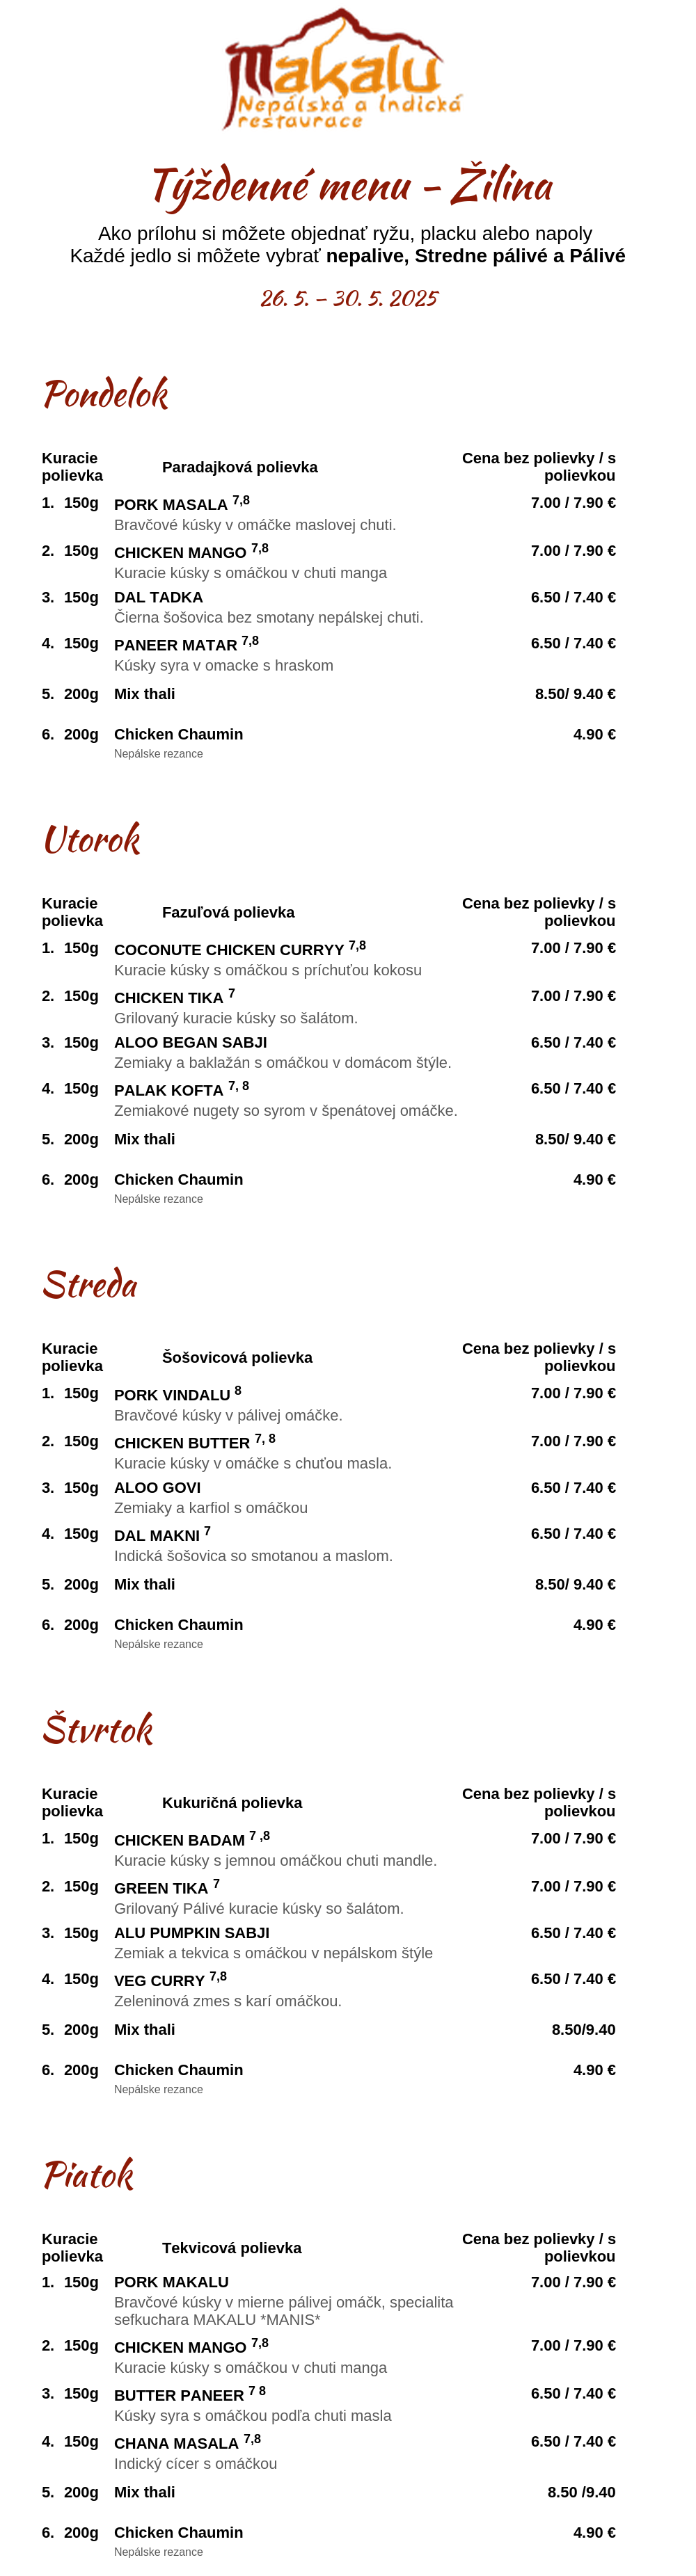 Makalu
Nepálská a Indická
restaurace
Týždenné menu - Žilina
Ako prílohu si môžete objednať ryžu, placku alebo napoly
Každé jedlo si môžete vybrať nepalive, Stredne pálivé a Pálivé
26. 5. – 30. 5. 2025
Pondelok
Kuracie polievka Paradajková polievka Cena bez polievky / s polievkou
1. 150g PORK MASALA 7,8 7.00 / 7.90 €
Bravčové kúsky v omáčke maslovej chuti.
2. 150g CHICKEN MANGO 7,8 7.00 / 7.90 €
Kuracie kúsky s omáčkou v chuti manga
3. 150g DAL TADKA 6.50 / 7.40 €
Čierna šošovica bez smotany nepálskej chuti.
4. 150g PANEER MATAR 7,8 6.50 / 7.40 €
Kúsky syra v omacke s hraskom
5. 200g Mix thali 8.50/ 9.40 €
6. 200g Chicken Chaumin 4.90 €
Nepálske rezance
Utorok
Kuracie polievka Fazuľová polievka Cena bez polievky / s polievkou
1. 150g COCONUTE CHICKEN CURRYY 7,8 7.00 / 7.90 €
Kuracie kúsky s omáčkou s príchuťou kokosu
2. 150g CHICKEN TIKA 7 7.00 / 7.90 €
Grilovaný kuracie kúsky so šalátom.
3. 150g ALOO BEGAN SABJI 6.50 / 7.40 €
Zemiaky a baklažán s omáčkou v domácom štýle.
4. 150g PALAK KOFTA 7, 8 6.50 / 7.40 €
Zemiakové nugety so syrom v špenátovej omáčke.
5. 200g Mix thali 8.50/ 9.40 €
6. 200g Chicken Chaumin 4.90 €
Nepálske rezance
Streda
Kuracie polievka Šošovicová polievka Cena bez polievky / s polievkou
1. 150g PORK VINDALU 8 7.00 / 7.90 €
Bravčové kúsky v pálivej omáčke.
2. 150g CHICKEN BUTTER 7, 8 7.00 / 7.90 €
Kuracie kúsky v omáčke s chuťou masla.
3. 150g ALOO GOVI 6.50 / 7.40 €
Zemiaky a karfiol s omáčkou
4. 150g DAL MAKNI 7 6.50 / 7.40 €
Indická šošovica so smotanou a maslom.
5. 200g Mix thali 8.50/ 9.40 €
6. 200g Chicken Chaumin 4.90 €
Nepálske rezance
Štvrtok
Kuracie polievka Kukuričná polievka Cena bez polievky / s polievkou
1. 150g CHICKEN BADAM 7 ,8 7.00 / 7.90 €
Kuracie kúsky s jemnou omáčkou chuti mandle.
2. 150g GREEN TIKA 7 7.00 / 7.90 €
Grilovaný Pálivé kuracie kúsky so šalátom.
3. 150g ALU PUMPKIN SABJI 6.50 / 7.40 €
Zemiak a tekvica s omáčkou v nepálskom štýle
4. 150g VEG CURRY 7,8 6.50 / 7.40 €
Zeleninová zmes s karí omáčkou.
5. 200g Mix thali 8.50/9.40
6. 200g Chicken Chaumin 4.90 €
Nepálske rezance
Piatok
Kuracie polievka Tekvicová polievka Cena bez polievky / s polievkou
1. 150g PORK MAKALU 7.00 / 7.90 €
Bravčové kúsky v mierne pálivej omáčk, specialita
sefkuchara MAKALU *MANIS*
2. 150g CHICKEN MANGO 7,8 7.00 / 7.90 €
Kuracie kúsky s omáčkou v chuti manga
3. 150g BUTTER PANEER 7 8 6.50 / 7.40 €
Kúsky syra s omáčkou podľa chuti masla
4. 150g CHANA MASALA 7,8 6.50 / 7.40 €
Indický cícer s omáčkou
5. 200g Mix thali 8.50 /9.40
6. 200g Chicken Chaumin 4.90 €
Nepálske rezance